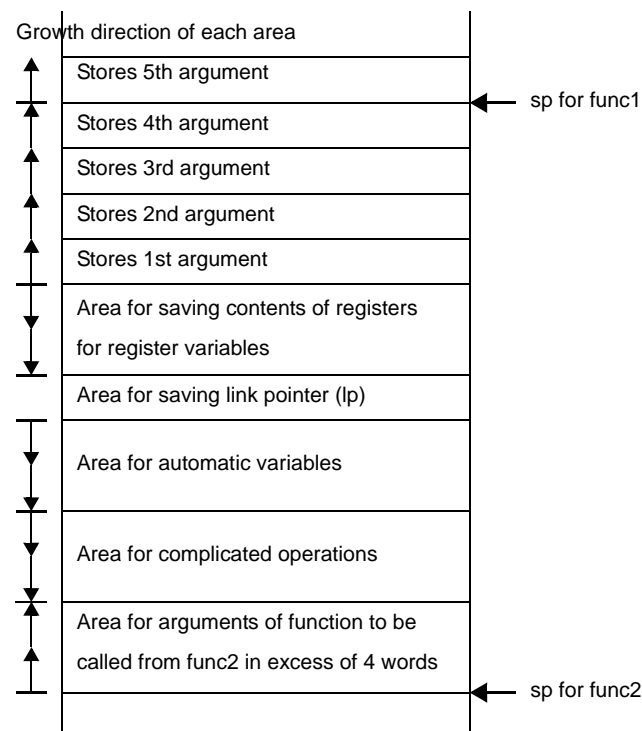 Growth direction of each area
Stores 5th argument
sp for func1
Stores 4th argument
Stores 3rd argument
Stores 2nd argument
Stores 1st argument
Area for saving contents of registers
for register variables
Area for saving link pointer (lp)
Area for automatic variables
Area for complicated operations
Area for arguments of function to be
called from func2 in excess of 4 words
sp for func2